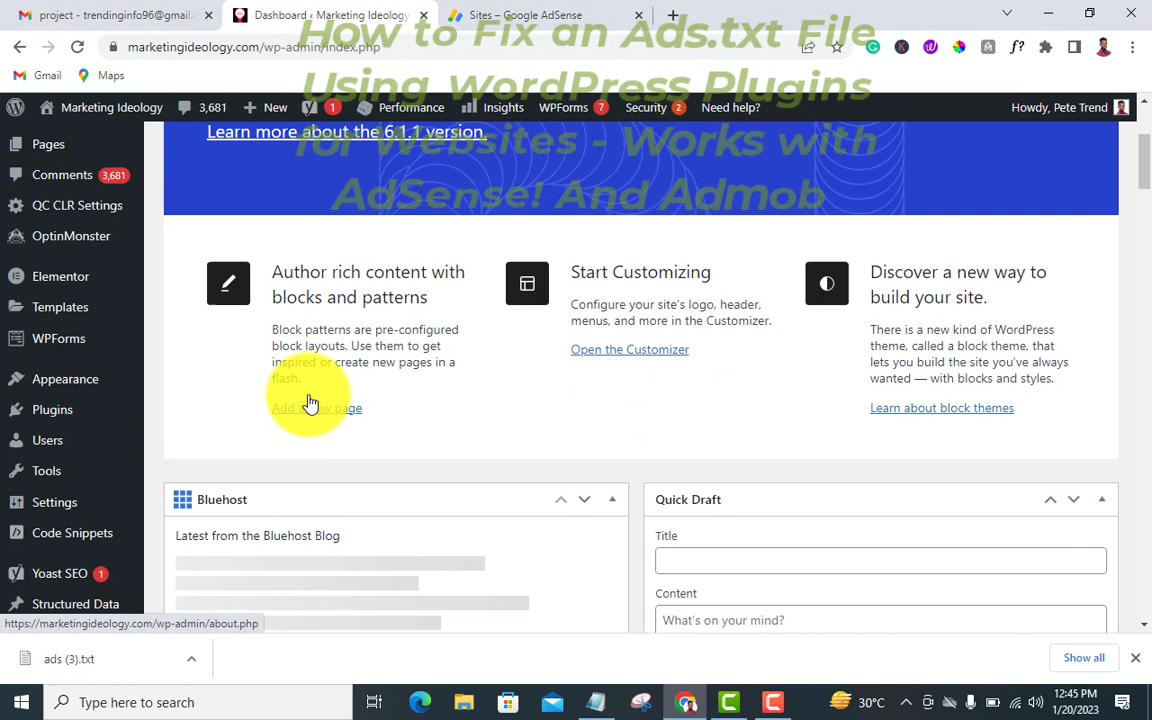 project - trendinginfo96@gmail.
Dashboard ‹ Marketing Ideology
Sites – Google AdSense
marketingideology.com/wp-admin/index.php
Gmail
Maps
How to Fix an Ads.txt File
Using WordPress Plugins
for Websites - Works with
AdSense! And Admob
Marketing Ideology
3,681
New
1
Performance
Insights
WPForms 7
Security 2
Need help?
Howdy, Pete Trend
Learn more about the 6.1.1 version.
Pages
Comments 3,681
QC CLR Settings
OptinMonster
Elementor
Templates
WPForms
Appearance
Plugins
Users
Tools
Settings
Code Snippets
Yoast SEO 1
Structured Data
Author rich content with
blocks and patterns
Block patterns are pre-configured
block layouts. Use them to get
inspired or create new pages in a
flash.
Add a new page
Start Customizing
Configure your site's logo, header,
menus, and more in the Customizer.
Open the Customizer
Discover a new way to
build your site.
There is a new kind of WordPress
theme, called a block theme, that
lets you build the site you've always
wanted — with blocks and styles.
Learn about block themes
Bluehost
Latest from the Bluehost Blog
Quick Draft
Title
Content
What's on your mind?
https://marketingideology.com/wp-admin/about.php
ads (3).txt
Show all
Type here to search
30°C
12:45 PM
1/20/2023